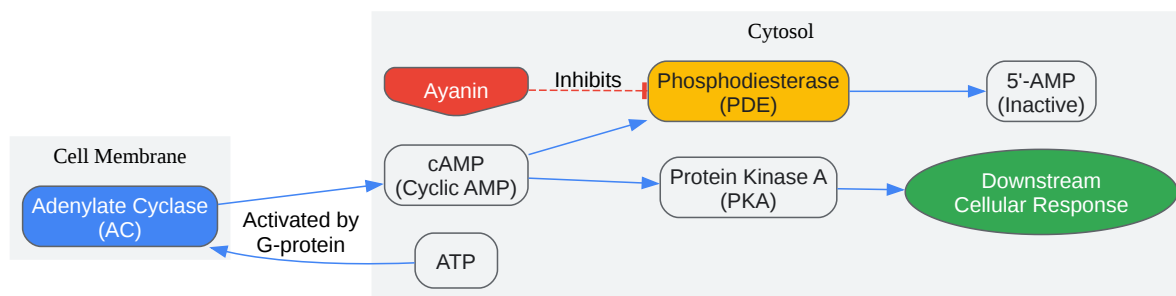 Cytosol
Ayanin
Inhibits
Phosphodiesterase
(PDE)
5'-AMP
(Inactive)
Cell Membrane
Adenylate Cyclase
(AC)
Activated by
G-protein
cAMP
(Cyclic AMP)
Protein Kinase A
(PKA)
Downstream
Cellular Response
ATP